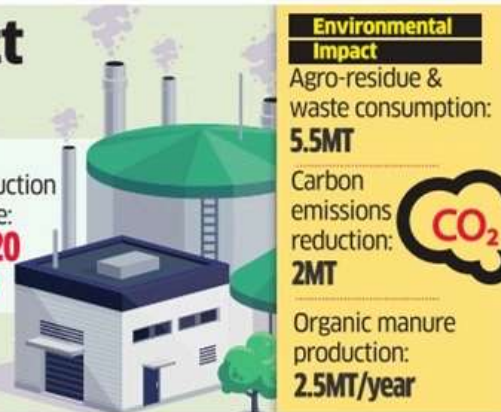 t
uction
e:
20
Environmental
Impact
Agro-residue &
waste consumption:
5.5MT
Carbon
emissions
reduction:
2MT
CO₂
Organic manure
production:
2.5MT/year